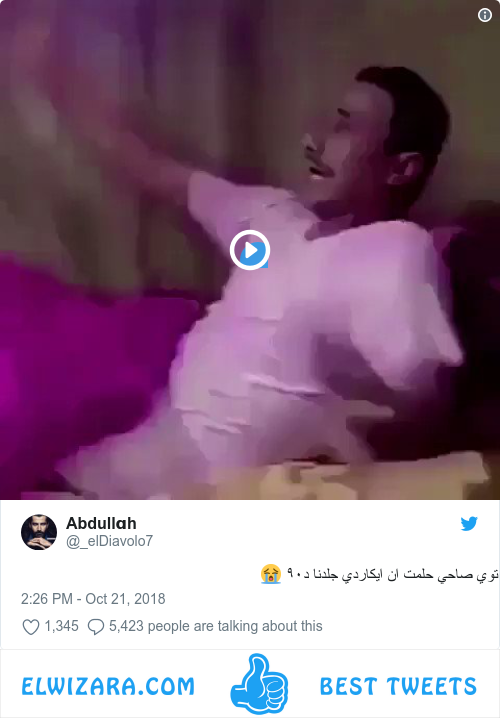 Abdullah
@_elDiavolo7
توي صاحي حلمت ان ايكاردي جلدنا د٩٠ 😭
2:26 PM - Oct 21, 2018
1,345 5,423 people are talking about this
ELWIZARA.COM BEST TWEETS